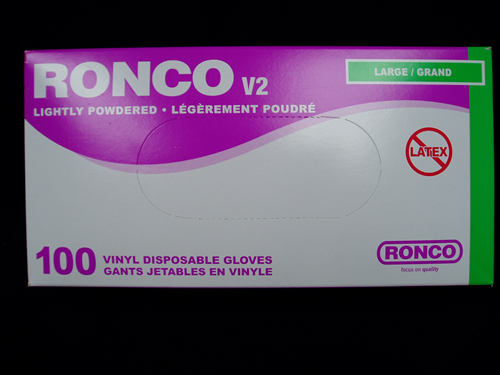 RONCO V2
LARGE / GRAND
LIGHTLY POWDERED • LÉGÈREMENT POUDRÉ
LATEX
100 VINYL DISPOSABLE GLOVES
GANTS JETABLES EN VINYLE
RONCO
focus on quality